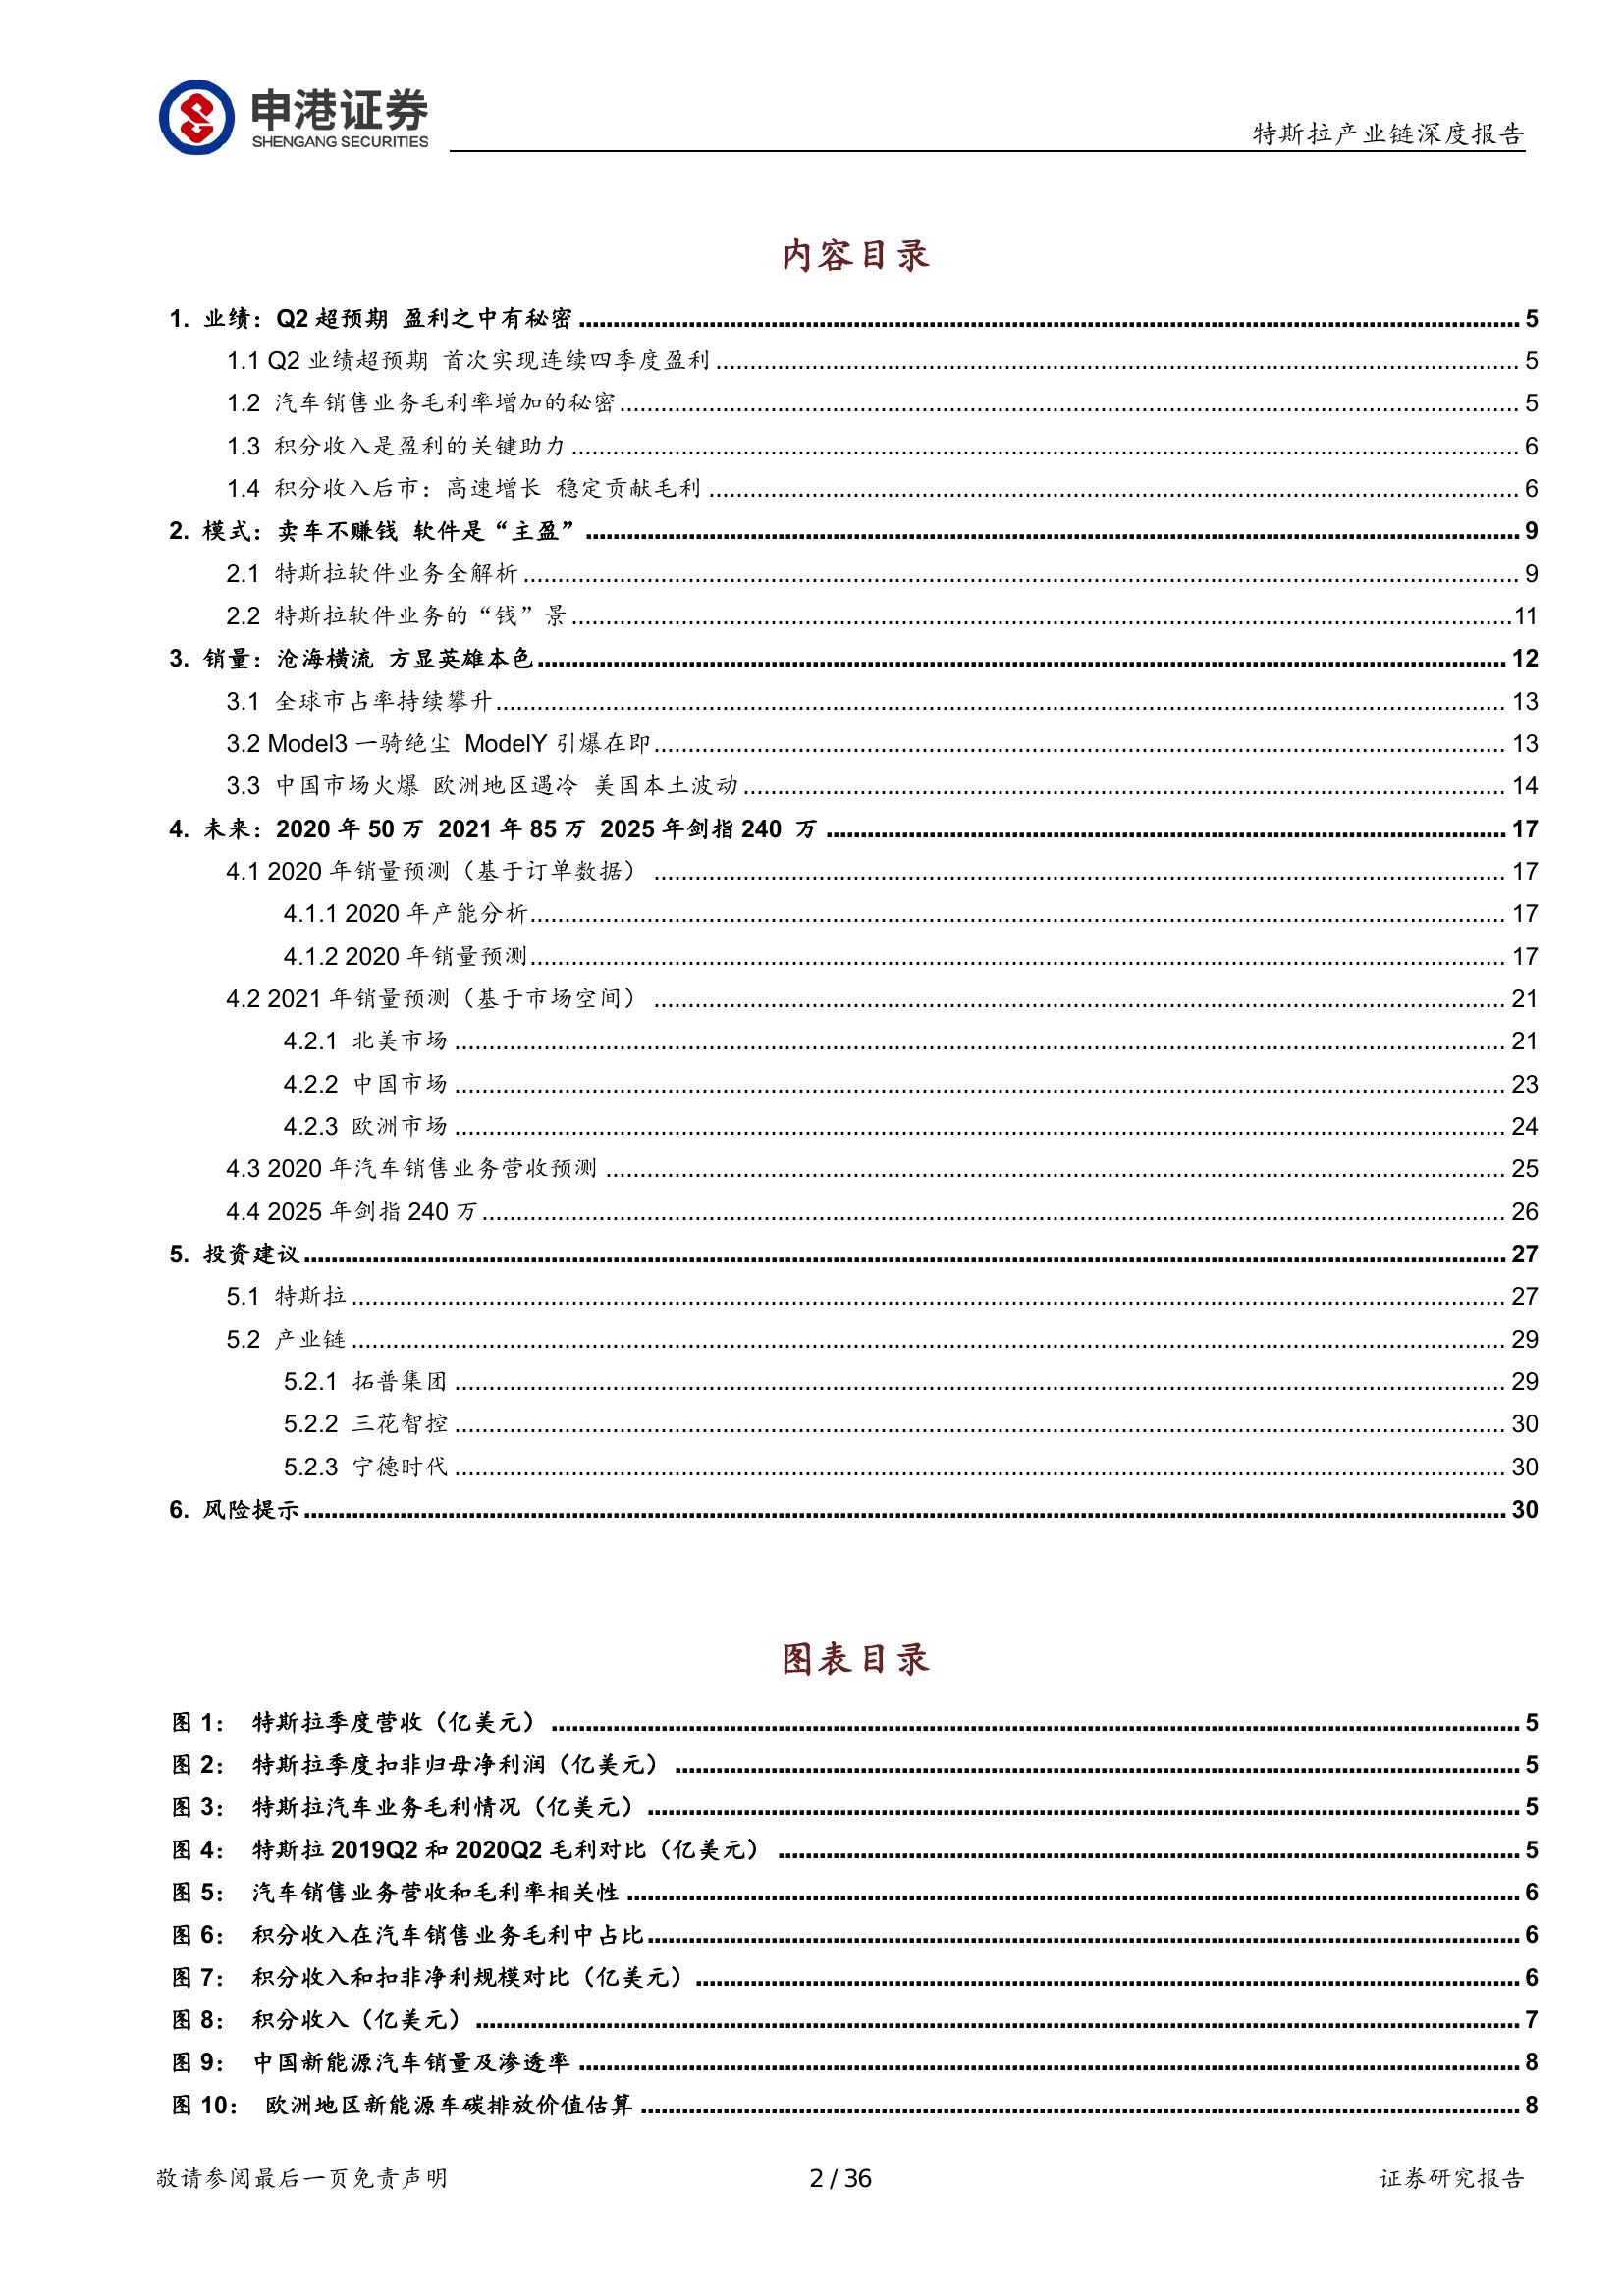 申港证券
SHENGANG SECURITIES
特斯拉产业链深度报告
内容目录
1. 业绩：Q2 超预期 盈利之中有秘密 ........ 5
1.1 Q2 业绩超预期 首次实现连续四季度盈利 ........ 5
1.2 汽车销售业务毛利率增加的秘密 ........ 5
1.3 积分收入是盈利的关键助力 ........ 6
1.4 积分收入后市：高速增长 稳定贡献毛利 ........ 6
2. 模式：卖车不赚钱 软件是“主盈” ........ 9
2.1 特斯拉软件业务全解析 ........ 9
2.2 特斯拉软件业务的“钱”景 ........ 11
3. 销量：沧海横流 方显英雄本色 ........ 12
3.1 全球市占率持续攀升 ........ 13
3.2 Model3 一骑绝尘 ModelY 引爆在即 ........ 13
3.3 中国市场火爆 欧洲地区遇冷 美国本土波动 ........ 14
4. 未来：2020 年 50 万 2021 年 85 万 2025 年剑指 240 万 ........ 17
4.1 2020 年销量预测（基于订单数据） ........ 17
4.1.1 2020 年产能分析 ........ 17
4.1.2 2020 年销量预测 ........ 17
4.2 2021 年销量预测（基于市场空间） ........ 21
4.2.1 北美市场 ........ 21
4.2.2 中国市场 ........ 23
4.2.3 欧洲市场 ........ 24
4.3 2020 年汽车销售业务营收预测 ........ 25
4.4 2025 年剑指 240 万 ........ 26
5. 投资建议 ........ 27
5.1 特斯拉 ........ 27
5.2 产业链 ........ 29
5.2.1 拓普集团 ........ 29
5.2.2 三花智控 ........ 30
5.2.3 宁德时代 ........ 30
6. 风险提示 ........ 30
图表目录
图 1： 特斯拉季度营收（亿美元） ........ 5
图 2： 特斯拉季度扣非归母净利润（亿美元） ........ 5
图 3： 特斯拉汽车业务毛利情况（亿美元） ........ 5
图 4： 特斯拉 2019Q2 和 2020Q2 毛利对比（亿美元） ........ 5
图 5： 汽车销售业务营收和毛利率相关性 ........ 6
图 6： 积分收入在汽车销售业务毛利中占比 ........ 6
图 7： 积分收入和扣非净利规模对比（亿美元） ........ 6
图 8： 积分收入（亿美元） ........ 7
图 9： 中国新能源汽车销量及渗透率 ........ 8
图 10： 欧洲地区新能源车碳排放价值估算 ........ 8
敬请参阅最后一页免责声明
2 / 36
证券研究报告